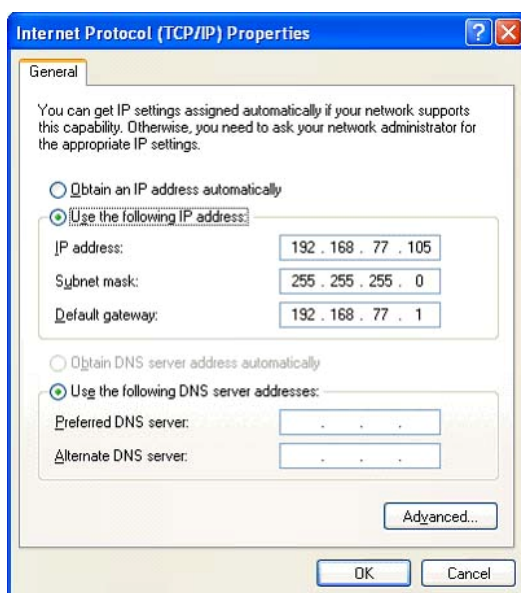 Internet Protocol (TCP/IP) Properties
General
You can get IP settings assigned automatically if your network supports
this capability. Otherwise, you need to ask your network administrator for
the appropriate IP settings.
Obtain an IP address automatically
Use the following IP address:
IP address: 192 . 168 . 77 . 105
Subnet mask: 255 . 255 . 255 . 0
Default gateway: 192 . 168 . 77 . 1
Obtain DNS server address automatically
Use the following DNS server addresses:
Preferred DNS server: . . .
Alternate DNS server: . . .
Advanced...
OK Cancel